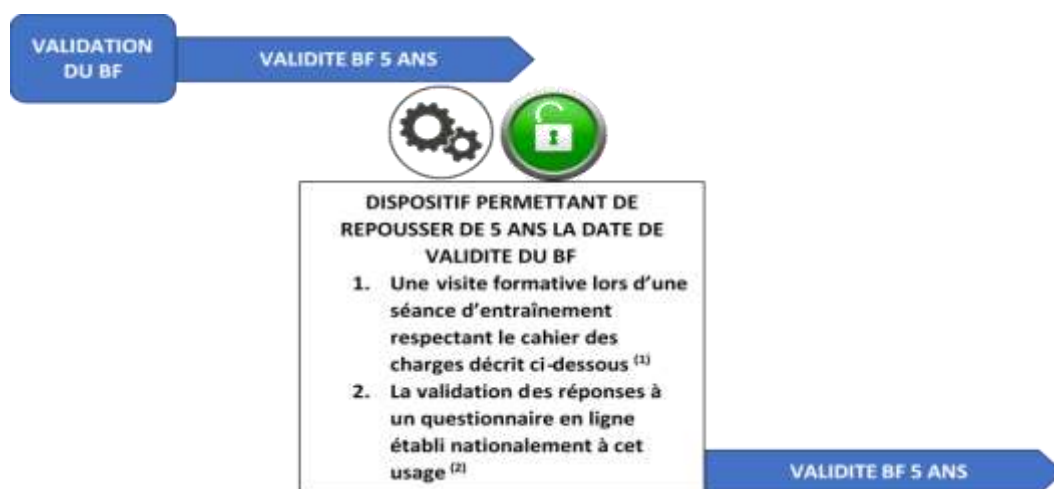 VALIDATION
DU BF
VALIDITE BF 5 ANS
DISPOSITIF PERMETTANT DE
REPOUSSER DE 5 ANS LA DATE DE
VALIDITE DU BF
1. Une visite formative lors d’une
séance d’entraînement
respectant le cahier des
charges décrit ci-dessous (1)
2. La validation des réponses à
un questionnaire en ligne
établi nationalement à cet
usage (2)
VALIDITE BF 5 ANS